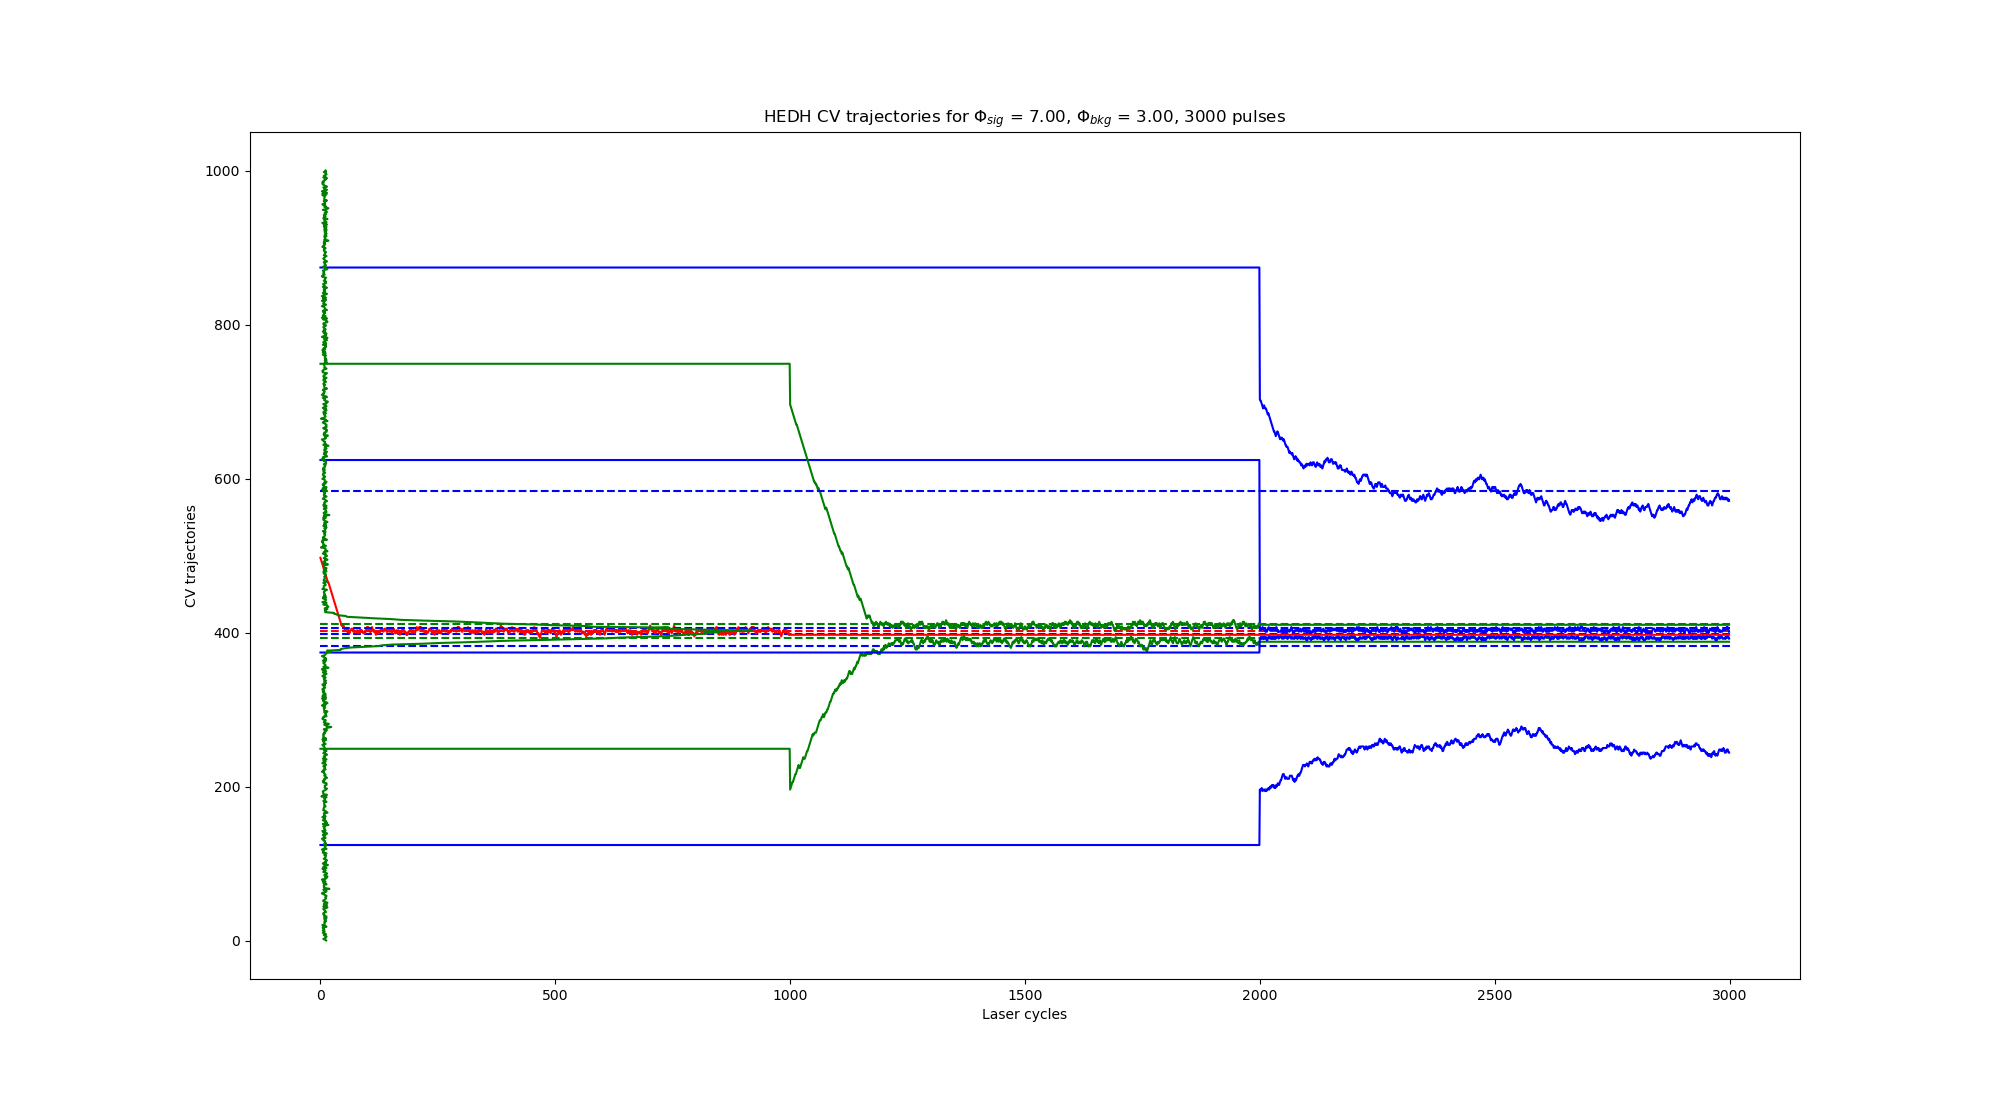 HEDH CV trajectories for Φsig = 7.00, Φbkg = 3.00, 3000 pulses
1000
800
600
400
200
0
CV trajectories
0 500 1000 1500 2000 2500 3000
Laser cycles